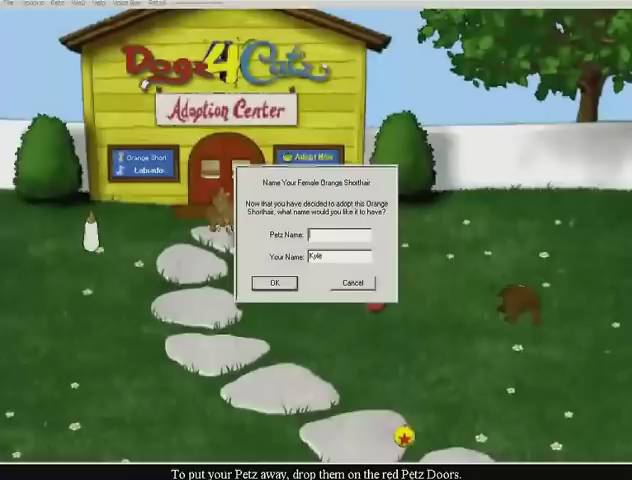 Dogz 4 Catz
Adoption Center
Orange Shorl
Labrado
Adopt Now
Name Your Female Orange Shorthair
Now that you have decided to adopt this Orange
Shorthair, what name would you like it to have?
Petz Name:
Your Name: Kyle
OK Cancel
To put your Petz away, drop them on the red Petz Doors.